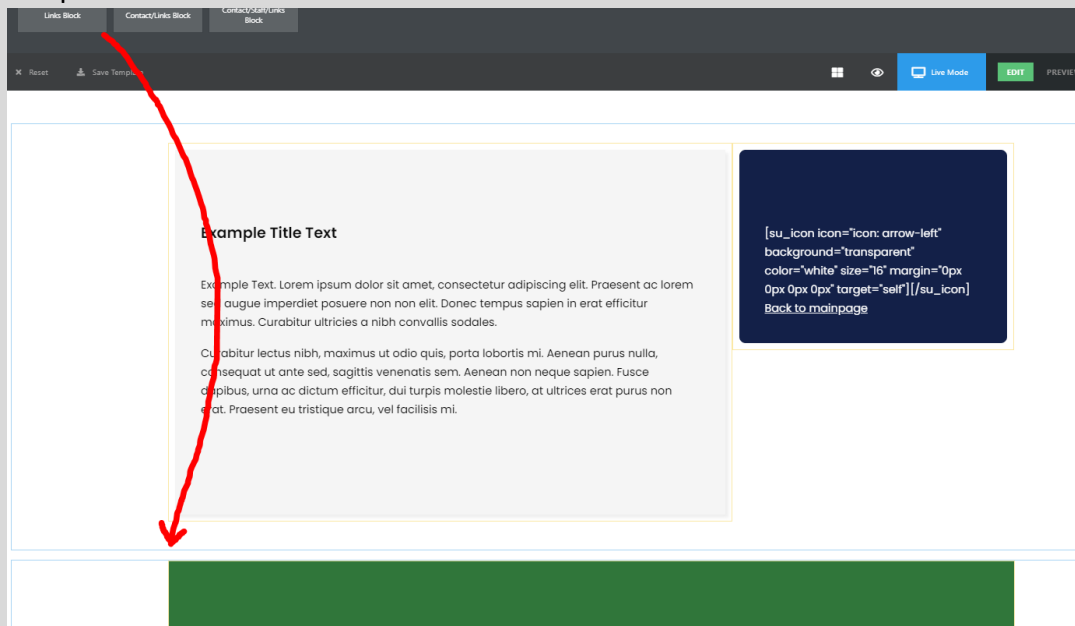 Links Block
Contact/Links Block
Contact/Staff/Links
Block
Reset
Save Template
Live Mode
EDIT
Example Title Text
[su_icon icon="icon: arrow-left"
background="transparent"
color="white" size="16" margin="0px
0px 0px 0px" target="self"][/su_icon]
Back to mainpage
Example Text. Lorem ipsum dolor sit amet, consectetur adipiscing elit. Praesent ac lorem
sed augue imperdiet posuere non non elit. Donec tempus sapien in erat efficitur
maximus. Curabitur ultricies a nibh convallis sodales.
Curabitur lectus nibh, maximus ut odio quis, porta lobortis mi. Aenean purus nulla,
consequat ut ante sed, sagittis venenatis sem. Aenean non neque sapien. Fusce
dapibus, urna ac dictum efficitur, dui turpis molestie libero, at ultrices erat purus non
erat. Praesent eu tristique arcu, vel facilisis mi.